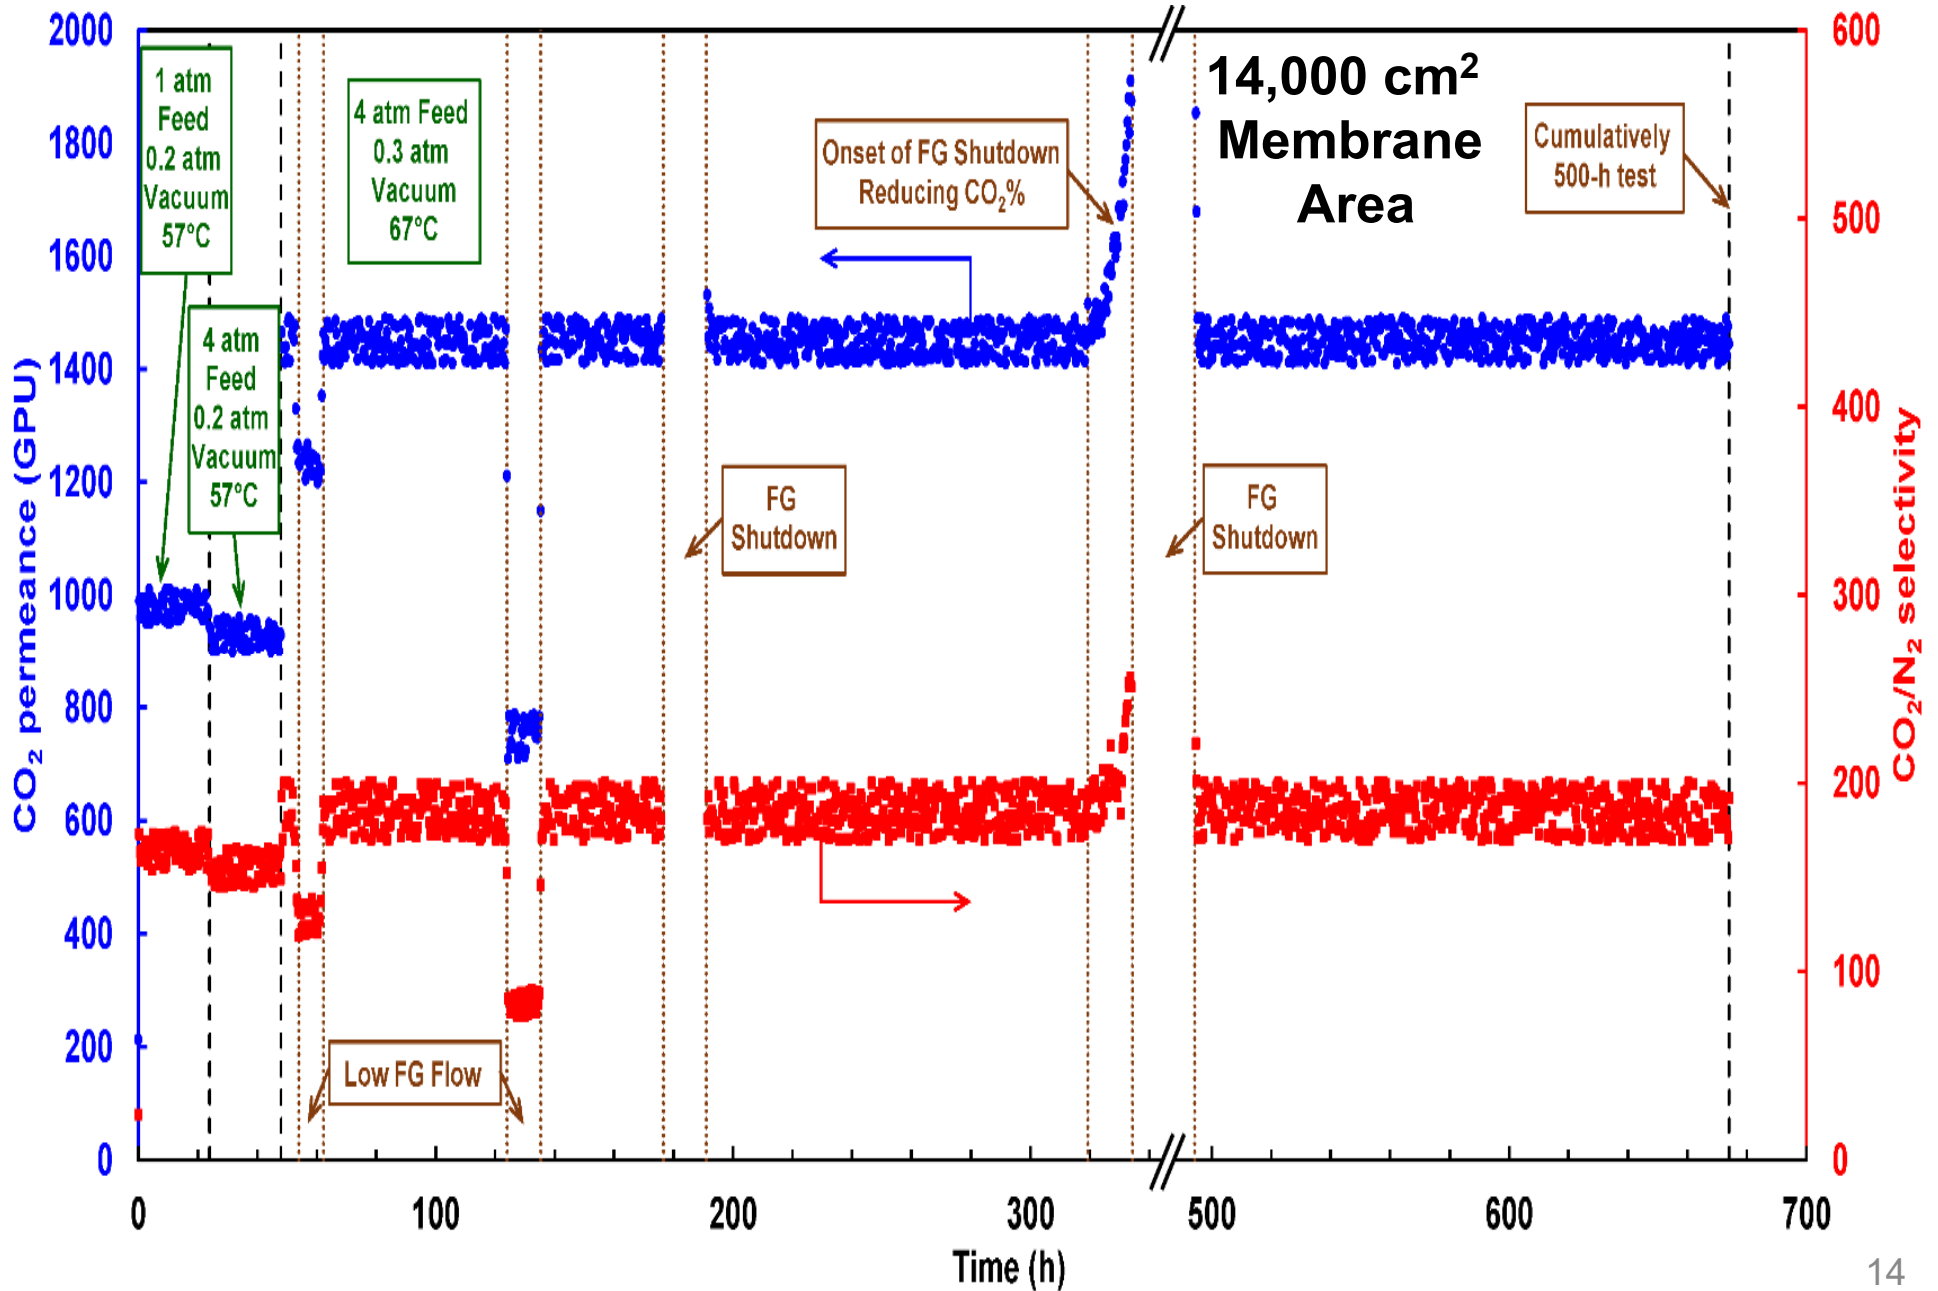 2000
1800
1600
1400
1200
1000
800
600
400
200
0
CO₂ permeance (GPU)
1 atm
Feed
0.2 atm
Vacuum
57°C
4 atm
Feed
0.2 atm
Vacuum
57°C
4 atm Feed
0.3 atm
Vacuum
67°C
Onset of FG Shutdown
Reducing CO₂%
14,000 cm²
Membrane
Area
Cumulatively
500-h test
FG
Shutdown
FG
Shutdown
Low FG Flow
600
500
400
300
200
100
0
CO₂/N₂ selectivity
0
100
200
300
500
600
700
Time (h)
14